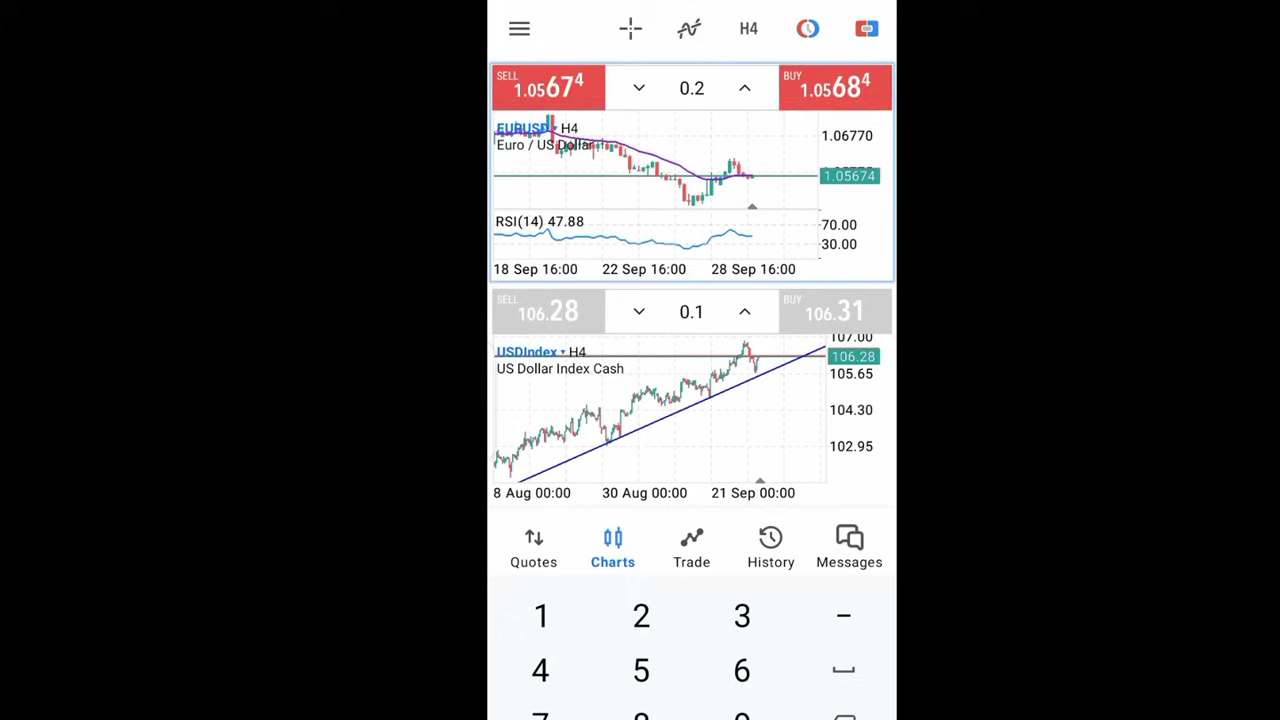 H4
SELL 1.05674 0.2 BUY 1.05684
EURUSD H4
Euro / US Dollar
1.06770
1.05674
RSI(14) 47.88
70.00
30.00
18 Sep 16:00 22 Sep 16:00 28 Sep 16:00
SELL 106.28 0.1 BUY 106.31
107.00
USDIndex H4
106.28
US Dollar Index Cash
105.65
104.30
102.95
8 Aug 00:00 30 Aug 00:00 21 Sep 00:00
Quotes Charts Trade History Messages
1 2 3 –
4 5 6